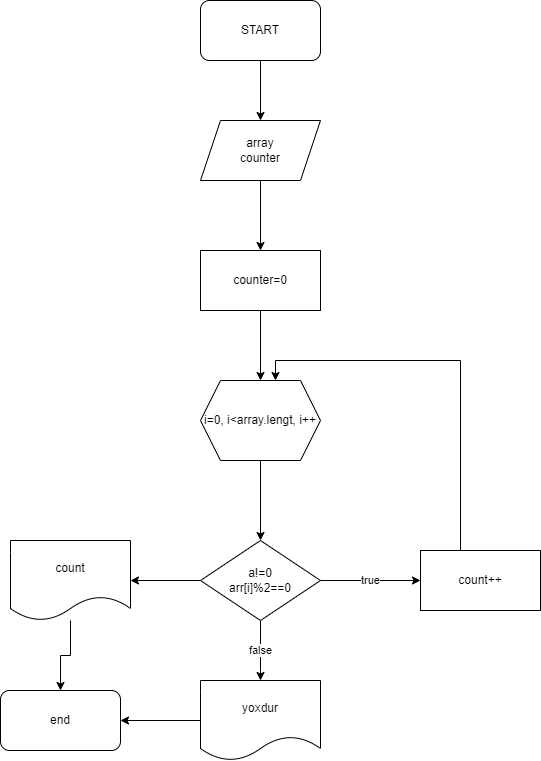 START
array
counter
counter=0
i=0, i<array.lengt, i++
a!=0
arr[i]%2==0
true
count++
count
false
yoxdur
end